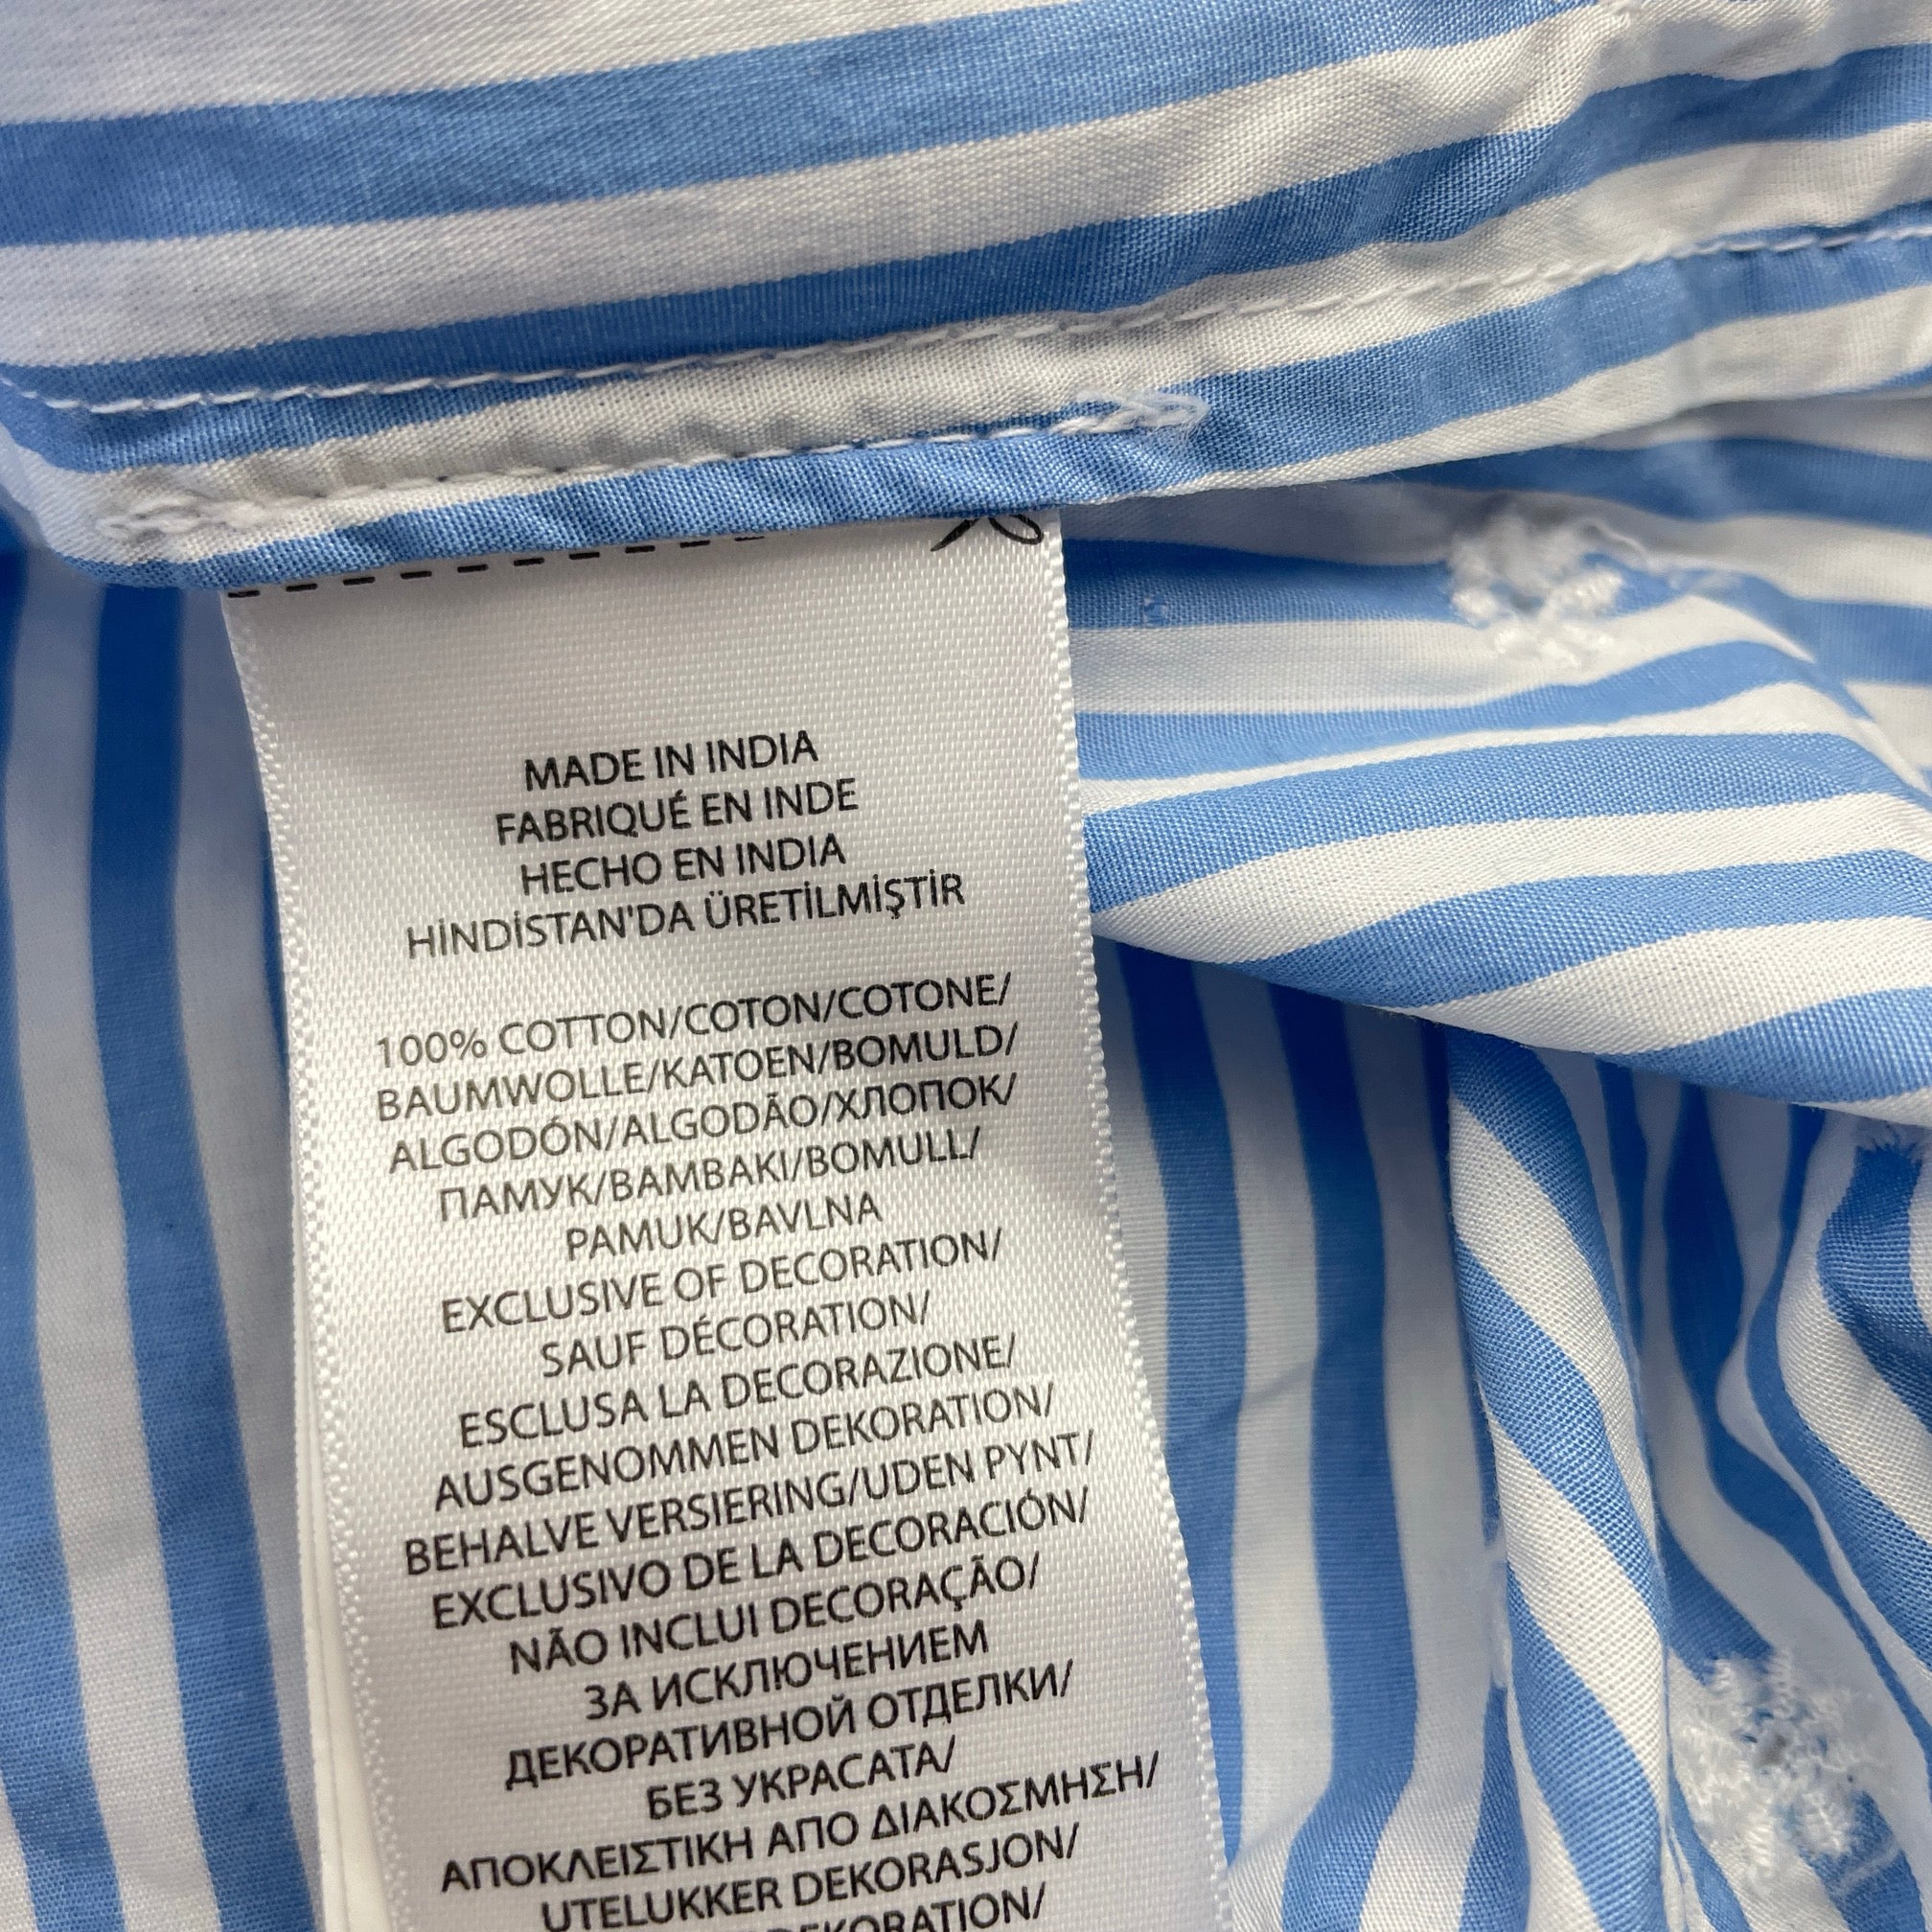 MADE IN INDIA
FABRIQUÉ EN INDE
HECHO EN INDIA
HİNDİSTAN'DA ÜRETİLMİŞTİR
100% COTTON/COTON/COTONE/
BAUMWOLLE/KATOEN/BOMULD/
ALGODÓN/ALGODÃO/ХЛОПОК/
ПАМУК/ΒΑΜΒΑΚΙ/BOMULL/
PAMUK/BAVLNA
EXCLUSIVE OF DECORATION/
SAUF DÉCORATION/
ESCLUSA LA DECORAZIONE/
AUSGENOMMEN DEKORATION/
BEHALVE VERSIERING/UDEN PYNT/
EXCLUSIVO DE LA DECORACIÓN/
NÃO INCLUI DECORAÇÃO/
ЗА ИСКЛЮЧЕНИЕМ
ДЕКОРАТИВНОЙ ОТДЕЛКИ/
БЕЗ УКРАСАТА/
ΑΠΟΚΛΕΙΣΤΙΚΗ ΑΠΟ ΔΙΑΚΟΣΜΗΣΗ/
UTELUKKER DEKORASJON/